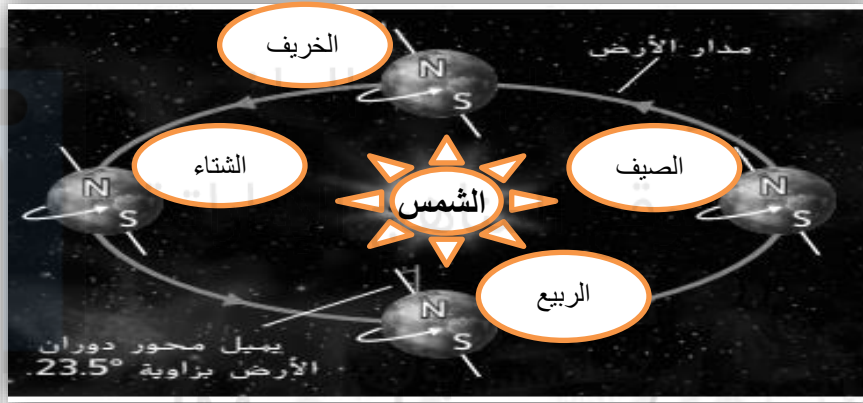 الخريف
مدار الأرض
N
S
الصيف
الشتاء
N
S
N
S
الشمس
الربيع
N
S
يميل محور دوران
الأرض بزاوية 23.5°.